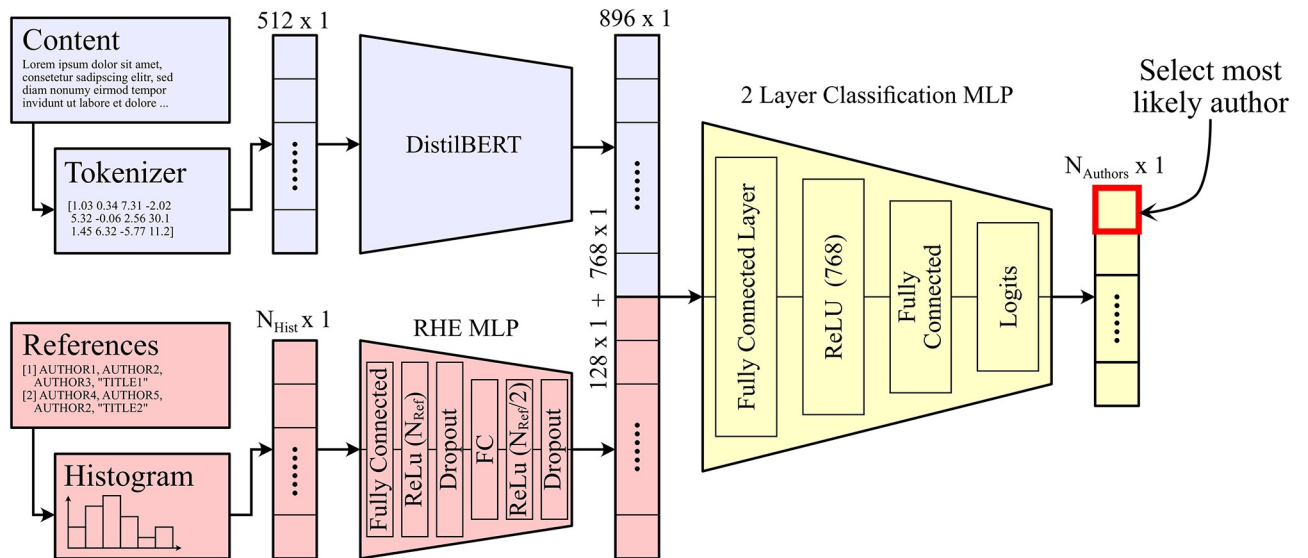 Content
Lorem ipsum dolor sit amet,
consetetur sadipscing elitr, sed
diam nonumy eirmod tempor
invidunt ut labore et dolore ...
Tokenizer
[1.03 0.34 7.31 -2.02
5.32 -0.06 2.56 30.1
1.45 6.32 -5.77 11.2]
512 x 1
DistilBERT
896 x 1
128 x 1 + 768 x 1
References
[1] AUTHOR1, AUTHOR2,
AUTHOR3, "TITLE1"
[2] AUTHOR4, AUTHOR5,
AUTHOR2, "TITLE2"
Histogram
N_Hist x 1
RHE MLP
Fully Connected
ReLu (N_Ref)
Dropout
FC
ReLu (N_Ref/2)
Dropout
2 Layer Classification MLP
Fully Connected Layer
ReLU (768)
Fully
Connected
Logits
N_Authors x 1
Select most
likely author